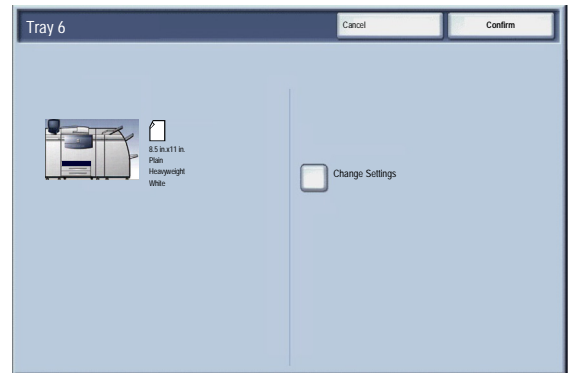 Tray 6
Cancel
Confirm
8.5 in.x11 in.
Plain
Heavyweight
White
Change Settings